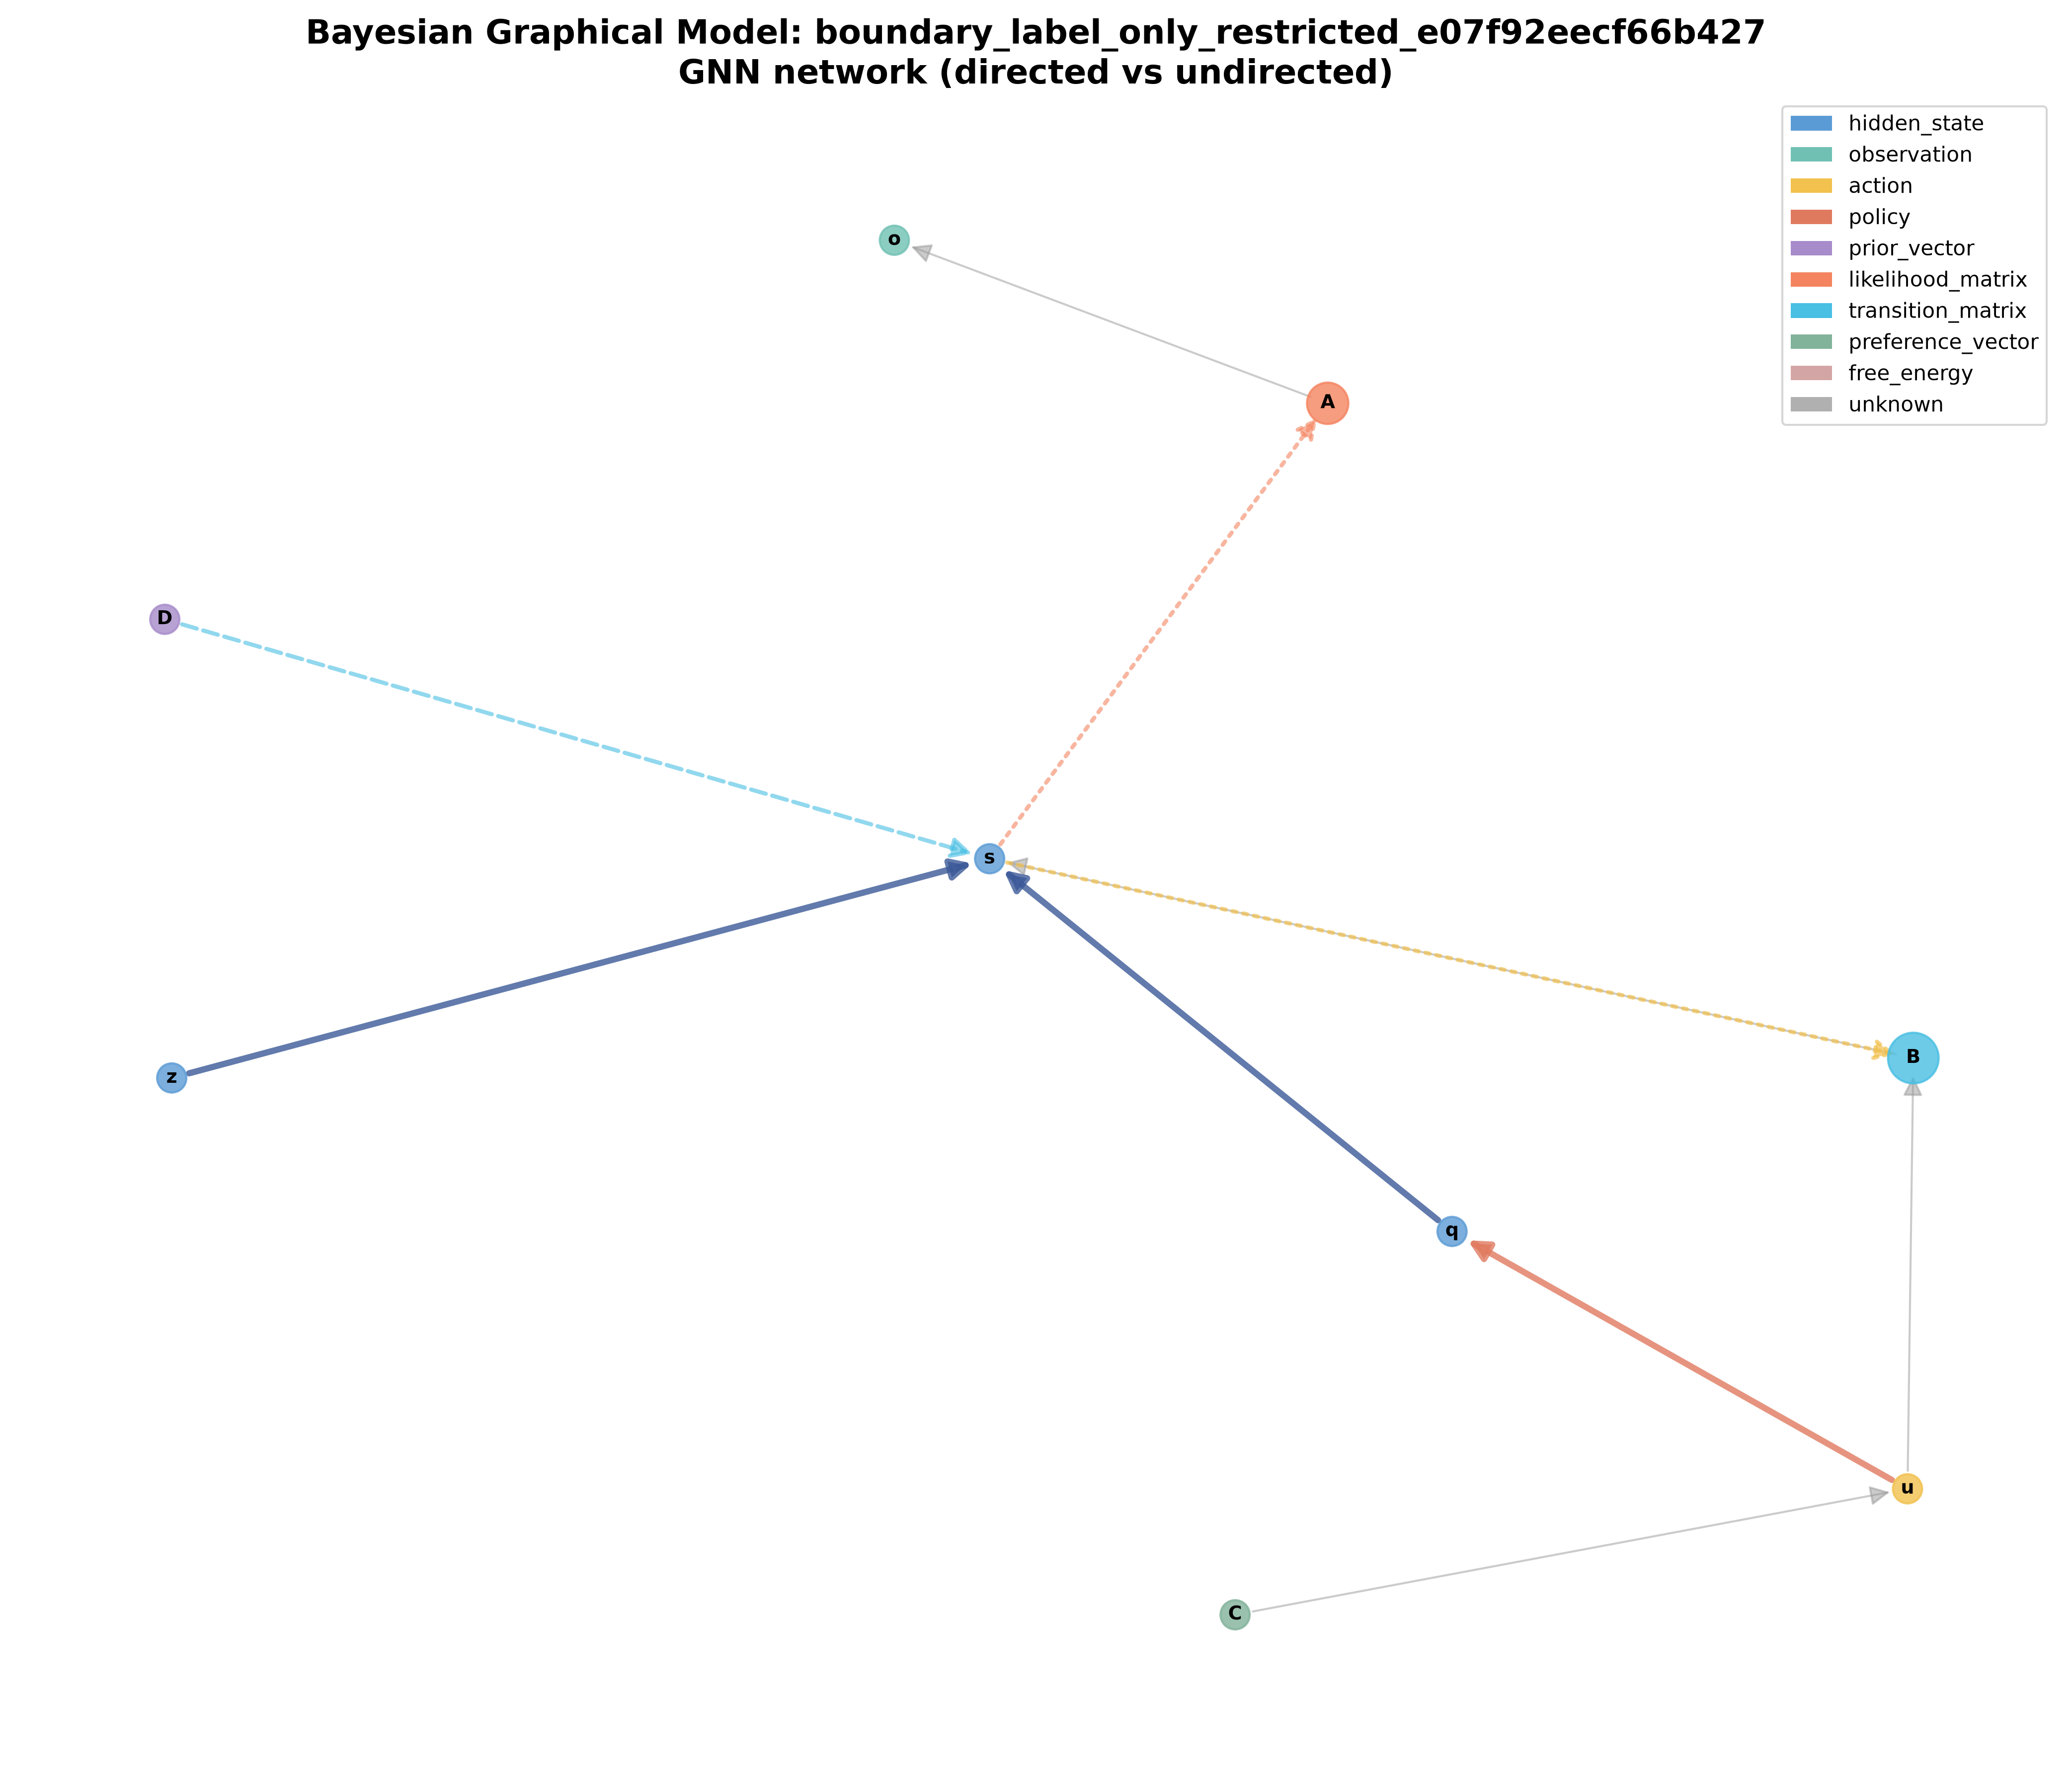 Bayesian Graphical Model: boundary_label_only_restricted_e07f92eecf66b427
GNN network (directed vs undirected)
hidden_state
observation
action
policy
prior_vector
likelihood_matrix
transition_matrix
preference_vector
free_energy
unknown
o
A
D
s
z
B
q
u
C